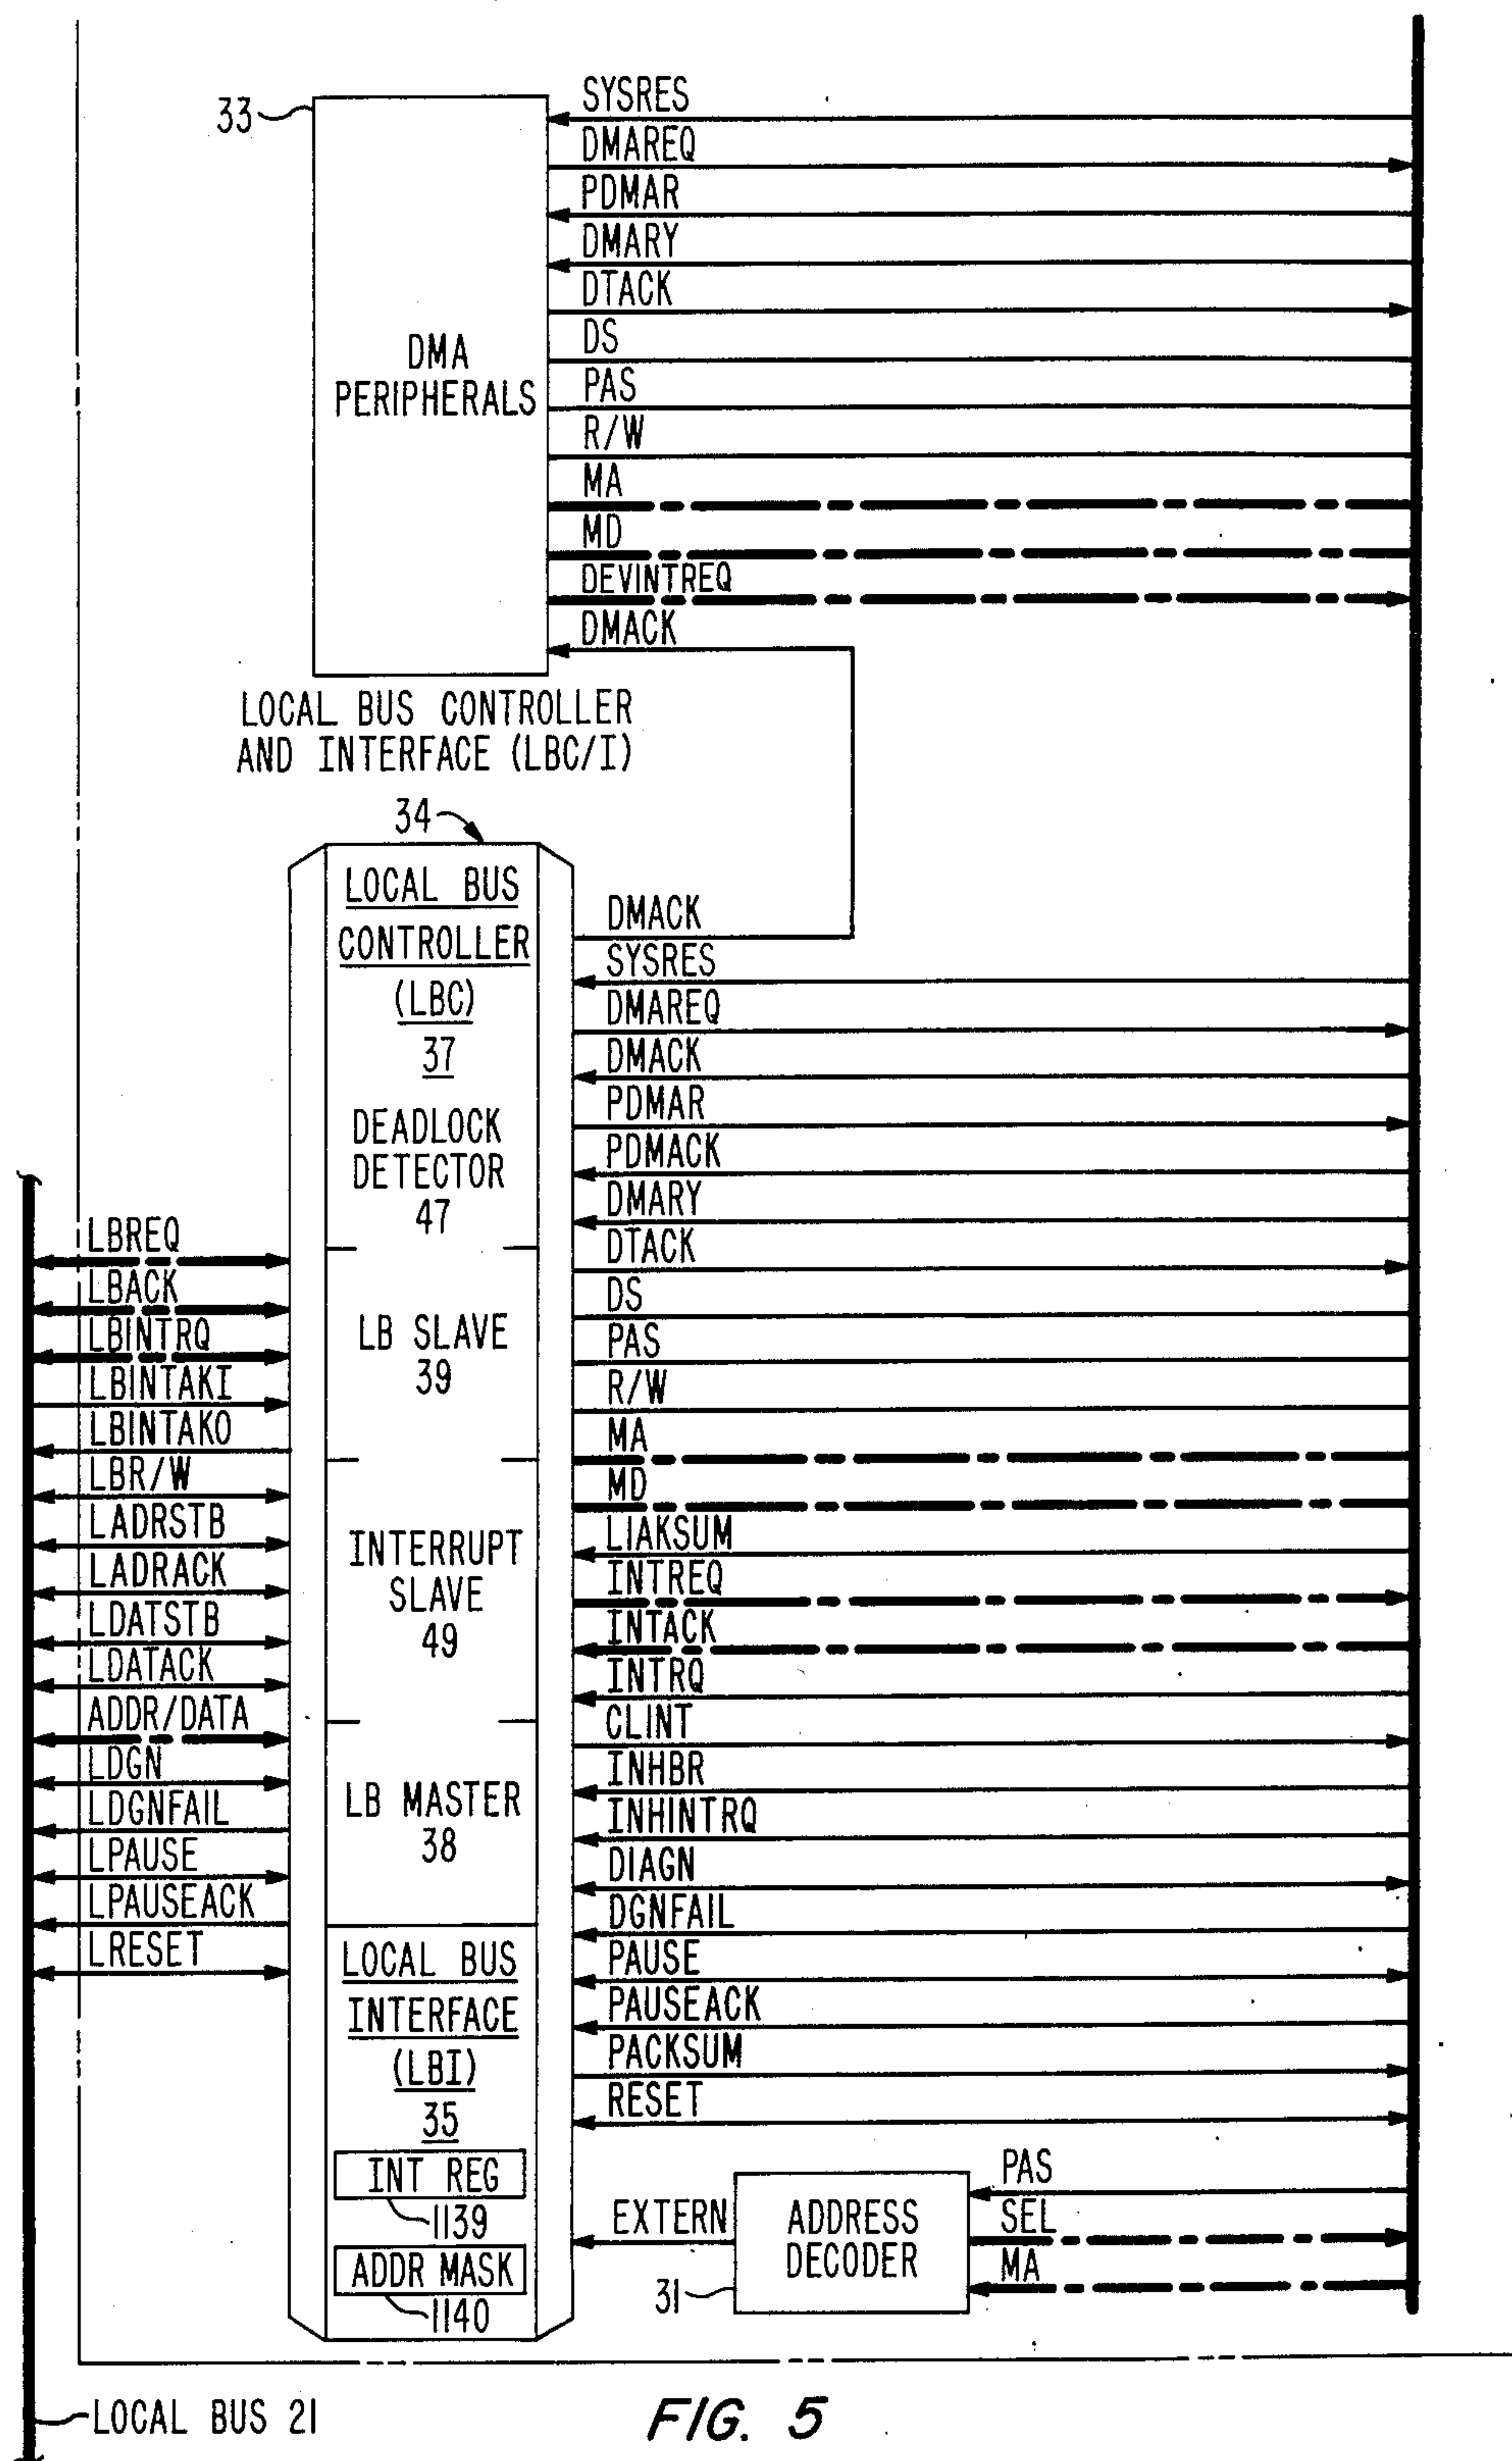 33
DMA
PERIPHERALS
SYSRES
DMAREQ
PDMAR
DMARY
DTACK
DS
PAS
R/W
MA
MD
DEVINTREQ
DMACK
LOCAL BUS CONTROLLER
AND INTERFACE (LBC/I)
34
LOCAL BUS
CONTROLLER
(LBC)
37
DEADLOCK
DETECTOR
47
LB SLAVE
39
INTERRUPT
SLAVE
49
LB MASTER
38
LOCAL BUS
INTERFACE
(LBI)
35
INT REG
1139
ADDR MASK
1140
LBREQ
LBACK
LBINTRQ
LBINTAKI
LBINTAKO
LBR/W
LADRSTB
LADRACK
LDATSTB
LDATACK
ADDR/DATA
LDGN
LDGNFAIL
LPAUSE
LPAUSEACK
LRESET
DMACK
SYSRES
DMAREQ
DMACK
PDMAR
PDMACK
DMARY
DTACK
DS
PAS
R/W
MA
MD
LIAKSUM
INTREQ
INTACK
INTRQ
CLINT
INHBR
INHINTRQ
DIAGN
DGNFAIL
PAUSE
PAUSEACK
PACKSUM
RESET
EXTERN
ADDRESS
DECODER
31
PAS
SEL
MA
LOCAL BUS 21
FIG. 5